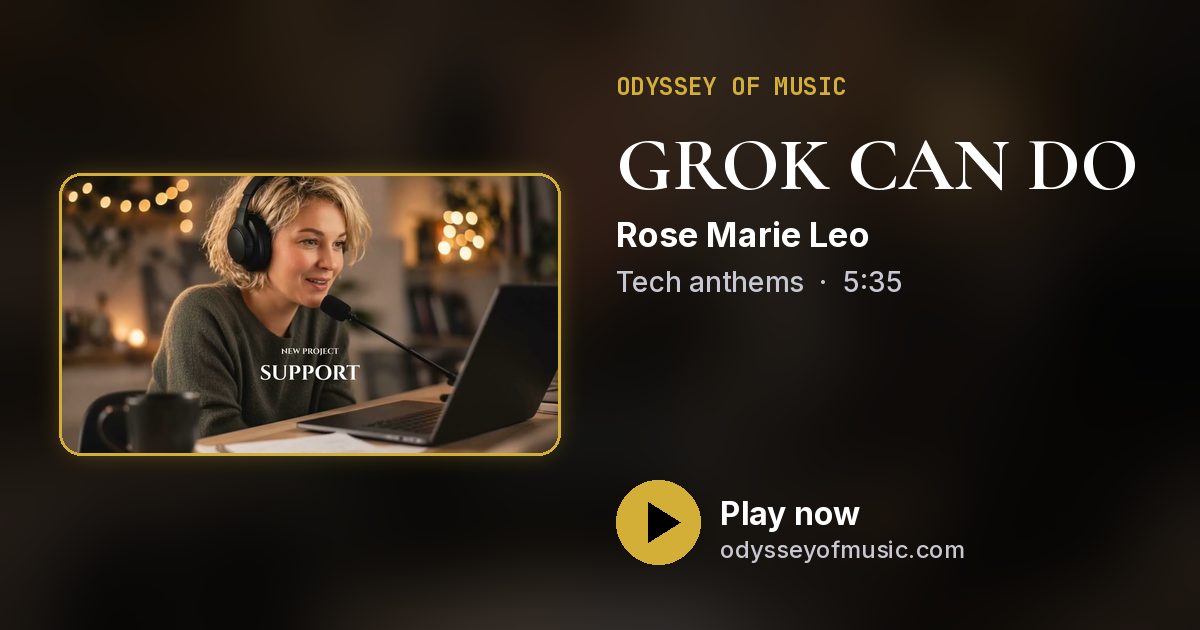 ODYSSEY OF MUSIC
GROK CAN DO
Rose Marie Leo
Tech anthems · 5:35
NEW PROJECT
SUPPORT
Play now
odysseyofmusic.com